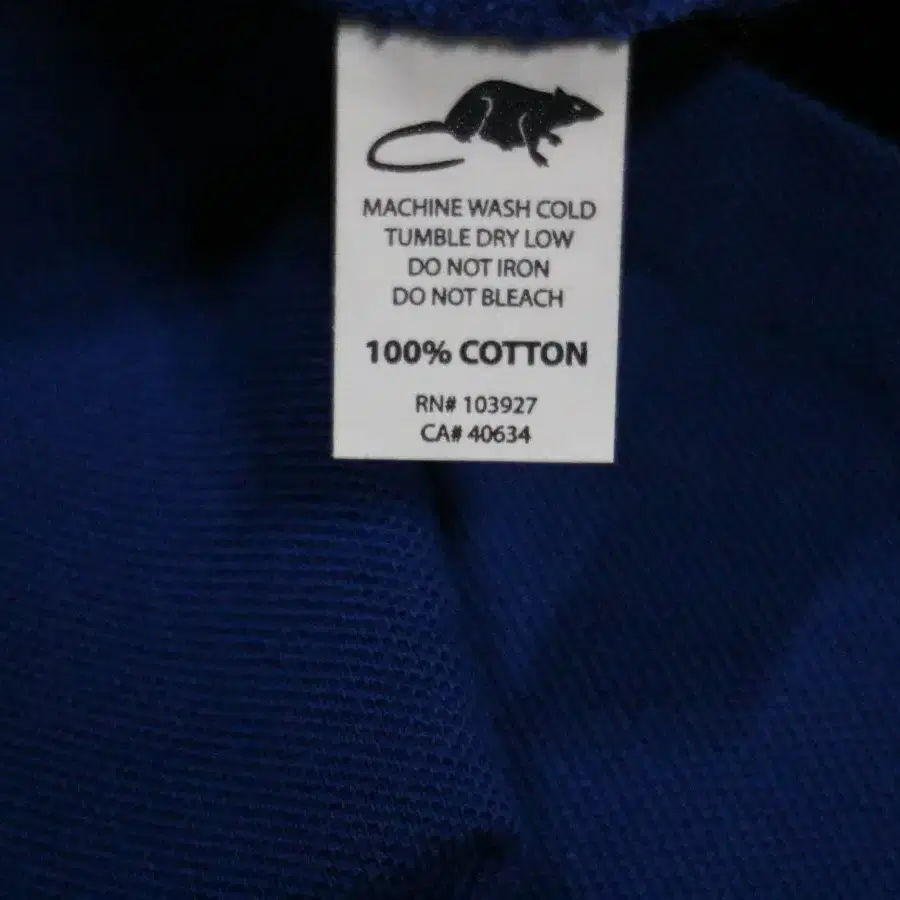 MACHINE WASH COLD
TUMBLE DRY LOW
DO NOT IRON
DO NOT BLEACH
100% COTTON
RN# 103927
CA# 40634